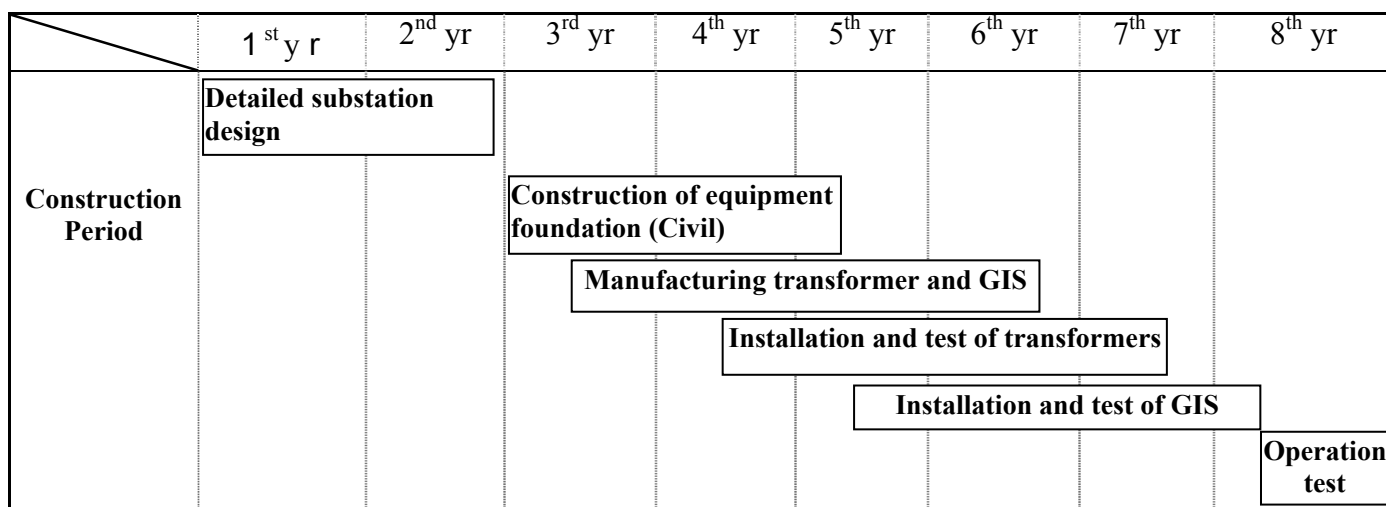 1 st y r 2nd yr 3rd yr 4th yr 5th yr 6th yr 7th yr 8th yr
Detailed substation
design
Construction
Period
Construction of equipment
foundation (Civil)
Manufacturing transformer and GIS
Installation and test of transformers
Installation and test of GIS
Operation
test